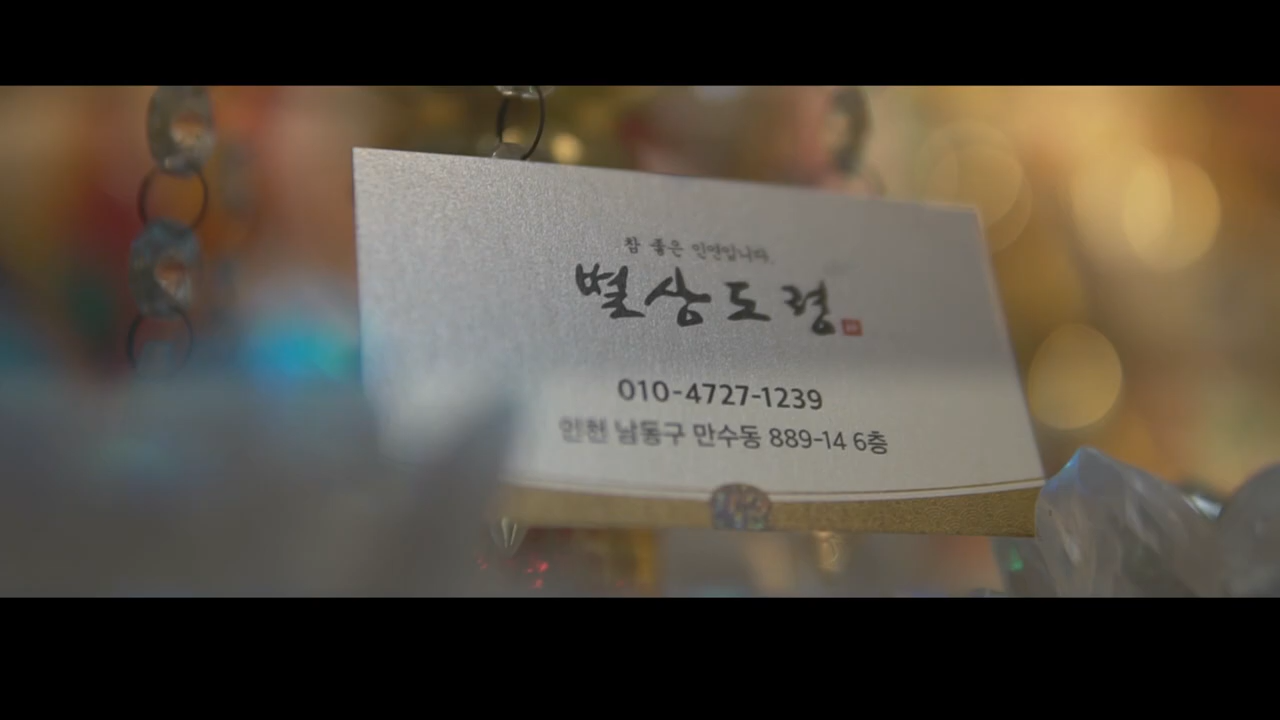 참 좋은 인연입니다.
별상도령
010-4727-1239
인천 남동구 만수동 889-14 6층